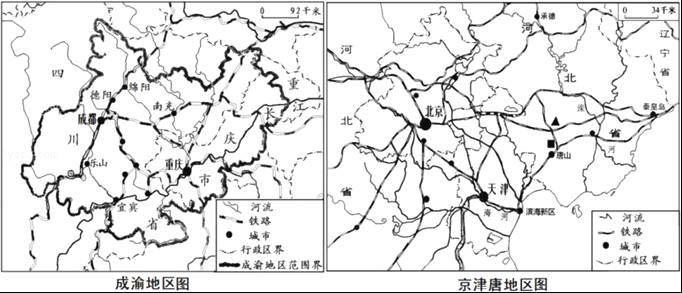 0 92千米
四
川
省
重
庆
市
长
江
绵阳
德阳
南充
成都
乐山
重庆
宜宾
河流
铁路
城市
行政区界
成渝地区范围界
成渝地区图
0 34千米
承德
河
北
省
辽
宁
省
河
北
省
北京
滦
河
秦皇岛
唐山
天津
海河
滨海新区
河流
铁路
城市
行政区界
京津唐地区图